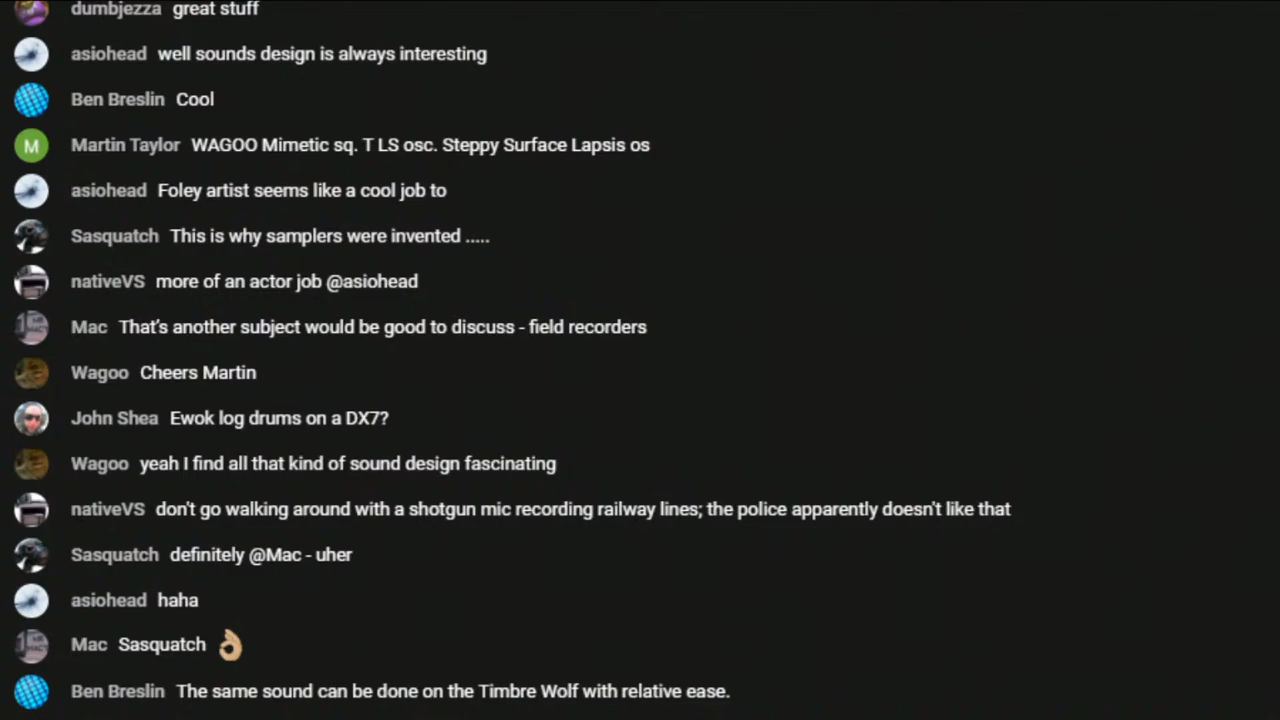 dumbjezza great stuff
asiohead well sounds design is always interesting
Ben Breslin Cool
M Martin Taylor WAGOO Mimetic sq. T LS osc. Steppy Surface Lapsis os
asiohead Foley artist seems like a cool job to
Sasquatch This is why samplers were invented .....
nativeVS more of an actor job @asiohead
Mac That's another subject would be good to discuss - field recorders
Wagoo Cheers Martin
John Shea Ewok log drums on a DX7?
Wagoo yeah I find all that kind of sound design fascinating
nativeVS don't go walking around with a shotgun mic recording railway lines; the police apparently doesn't like that
Sasquatch definitely @Mac - uher
asiohead haha
Mac Sasquatch 👌🏼
Ben Breslin The same sound can be done on the Timbre Wolf with relative ease.